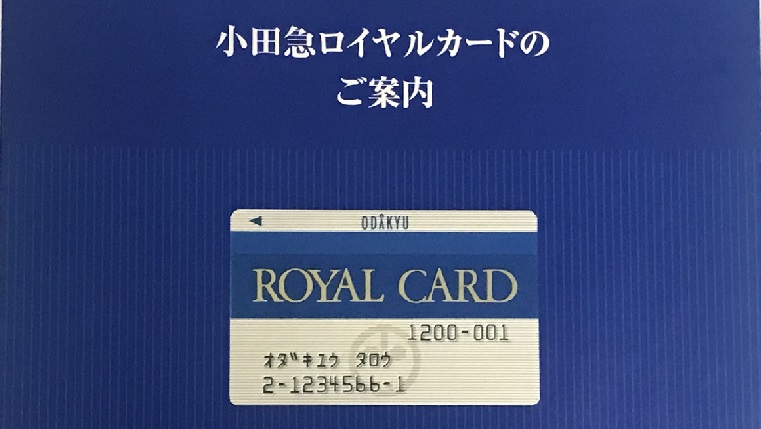 小田急ロイヤルカードの
ご案内
ODAKYU
ROYAL CARD
1200-001
オダキユウ タロウ
2-1234566-1